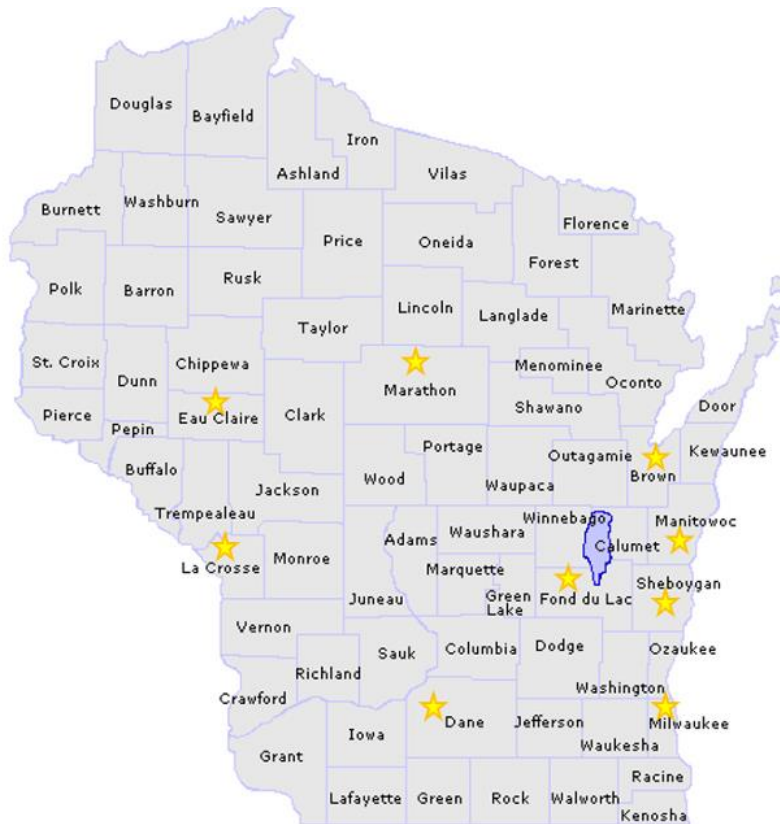 Douglas
Bayfield
Iron
Ashland
Vilas
Burnett
Washburn
Sawyer
Florence
Price
Oneida
Forest
Polk
Barron
Rusk
Lincoln
Langlade
Marinette
Taylor
St. Croix
Chippewa
Menominee
Dunn
Marathon
Oconto
Pierce
Eau Claire
Clark
Shawano
Door
Pepin
Portage
Outagamie
Kewaunee
Buffalo
Wood
Waupaca
Brown
Jackson
Trempealeau
Winnebago
Manitowoc
Adams
Waushara
Calumet
La Crosse
Monroe
Marquette
Sheboygan
Juneau
Green
Lake
Fond du Lac
Vernon
Sauk
Columbia
Dodge
Ozaukee
Richland
Washington
Crawford
Iowa
Dane
Jefferson
Milwaukee
Waukesha
Grant
Racine
Lafayette
Green
Rock
Walworth
Kenosha